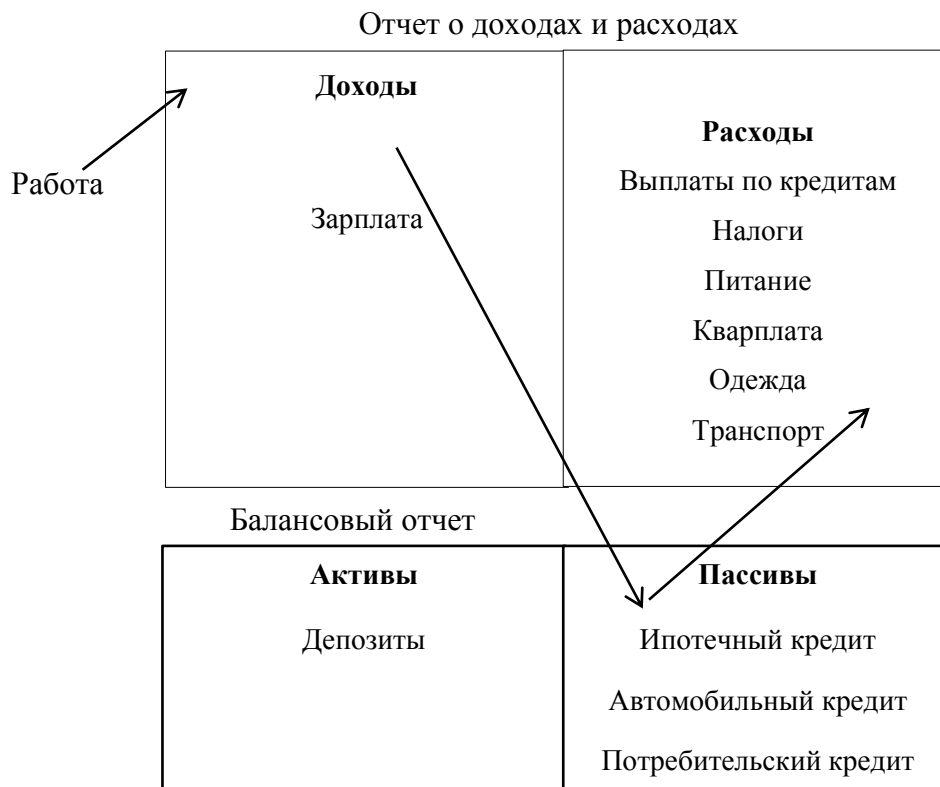 Отчет о доходах и расходах
Доходы
Работа
Зарплата
Расходы
Выплаты по кредитам
Налоги
Питание
Кварплата
Одежда
Транспорт
Балансовый отчет
Активы
Депозиты
Пассивы
Ипотечный кредит
Автомобильный кредит
Потребительский кредит